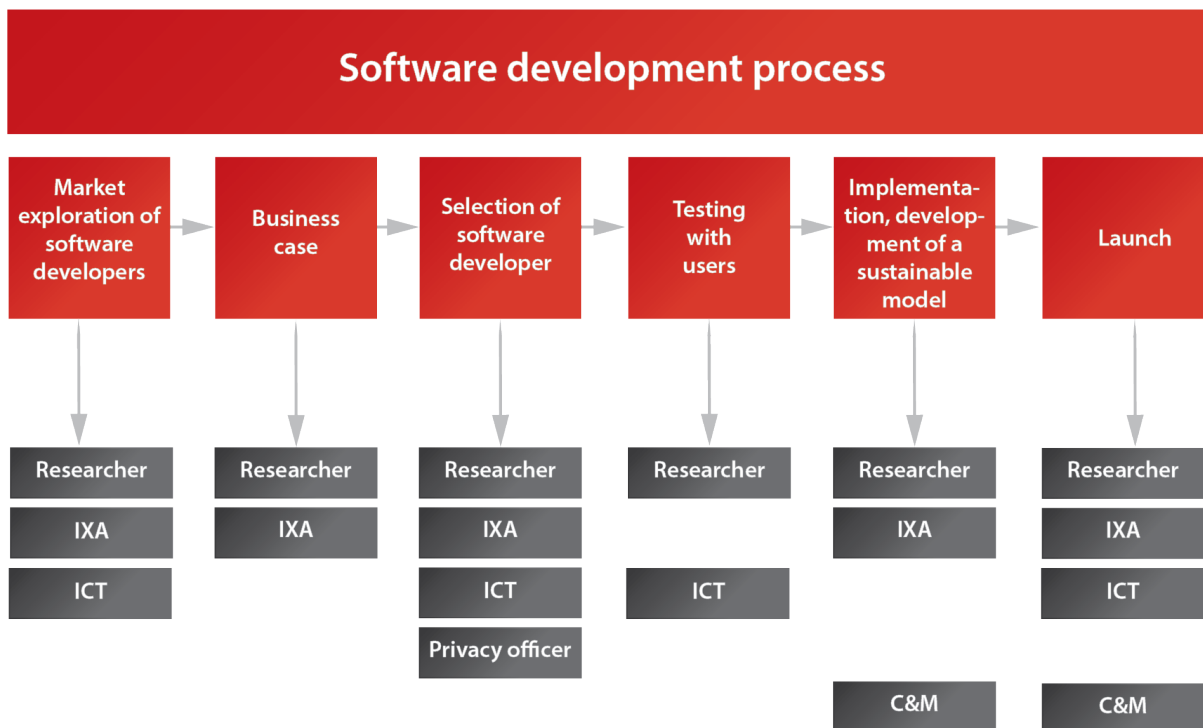 Software development process
Market
exploration of
software
developers
Business
case
Selection of
software
developer
Testing
with
users
Implementa-
tion, develop-
ment of a
sustainable
model
Launch
Researcher
IXA
ICT
Researcher
IXA
Researcher
IXA
ICT
Privacy officer
Researcher
ICT
Researcher
IXA
C&M
Researcher
IXA
ICT
C&M